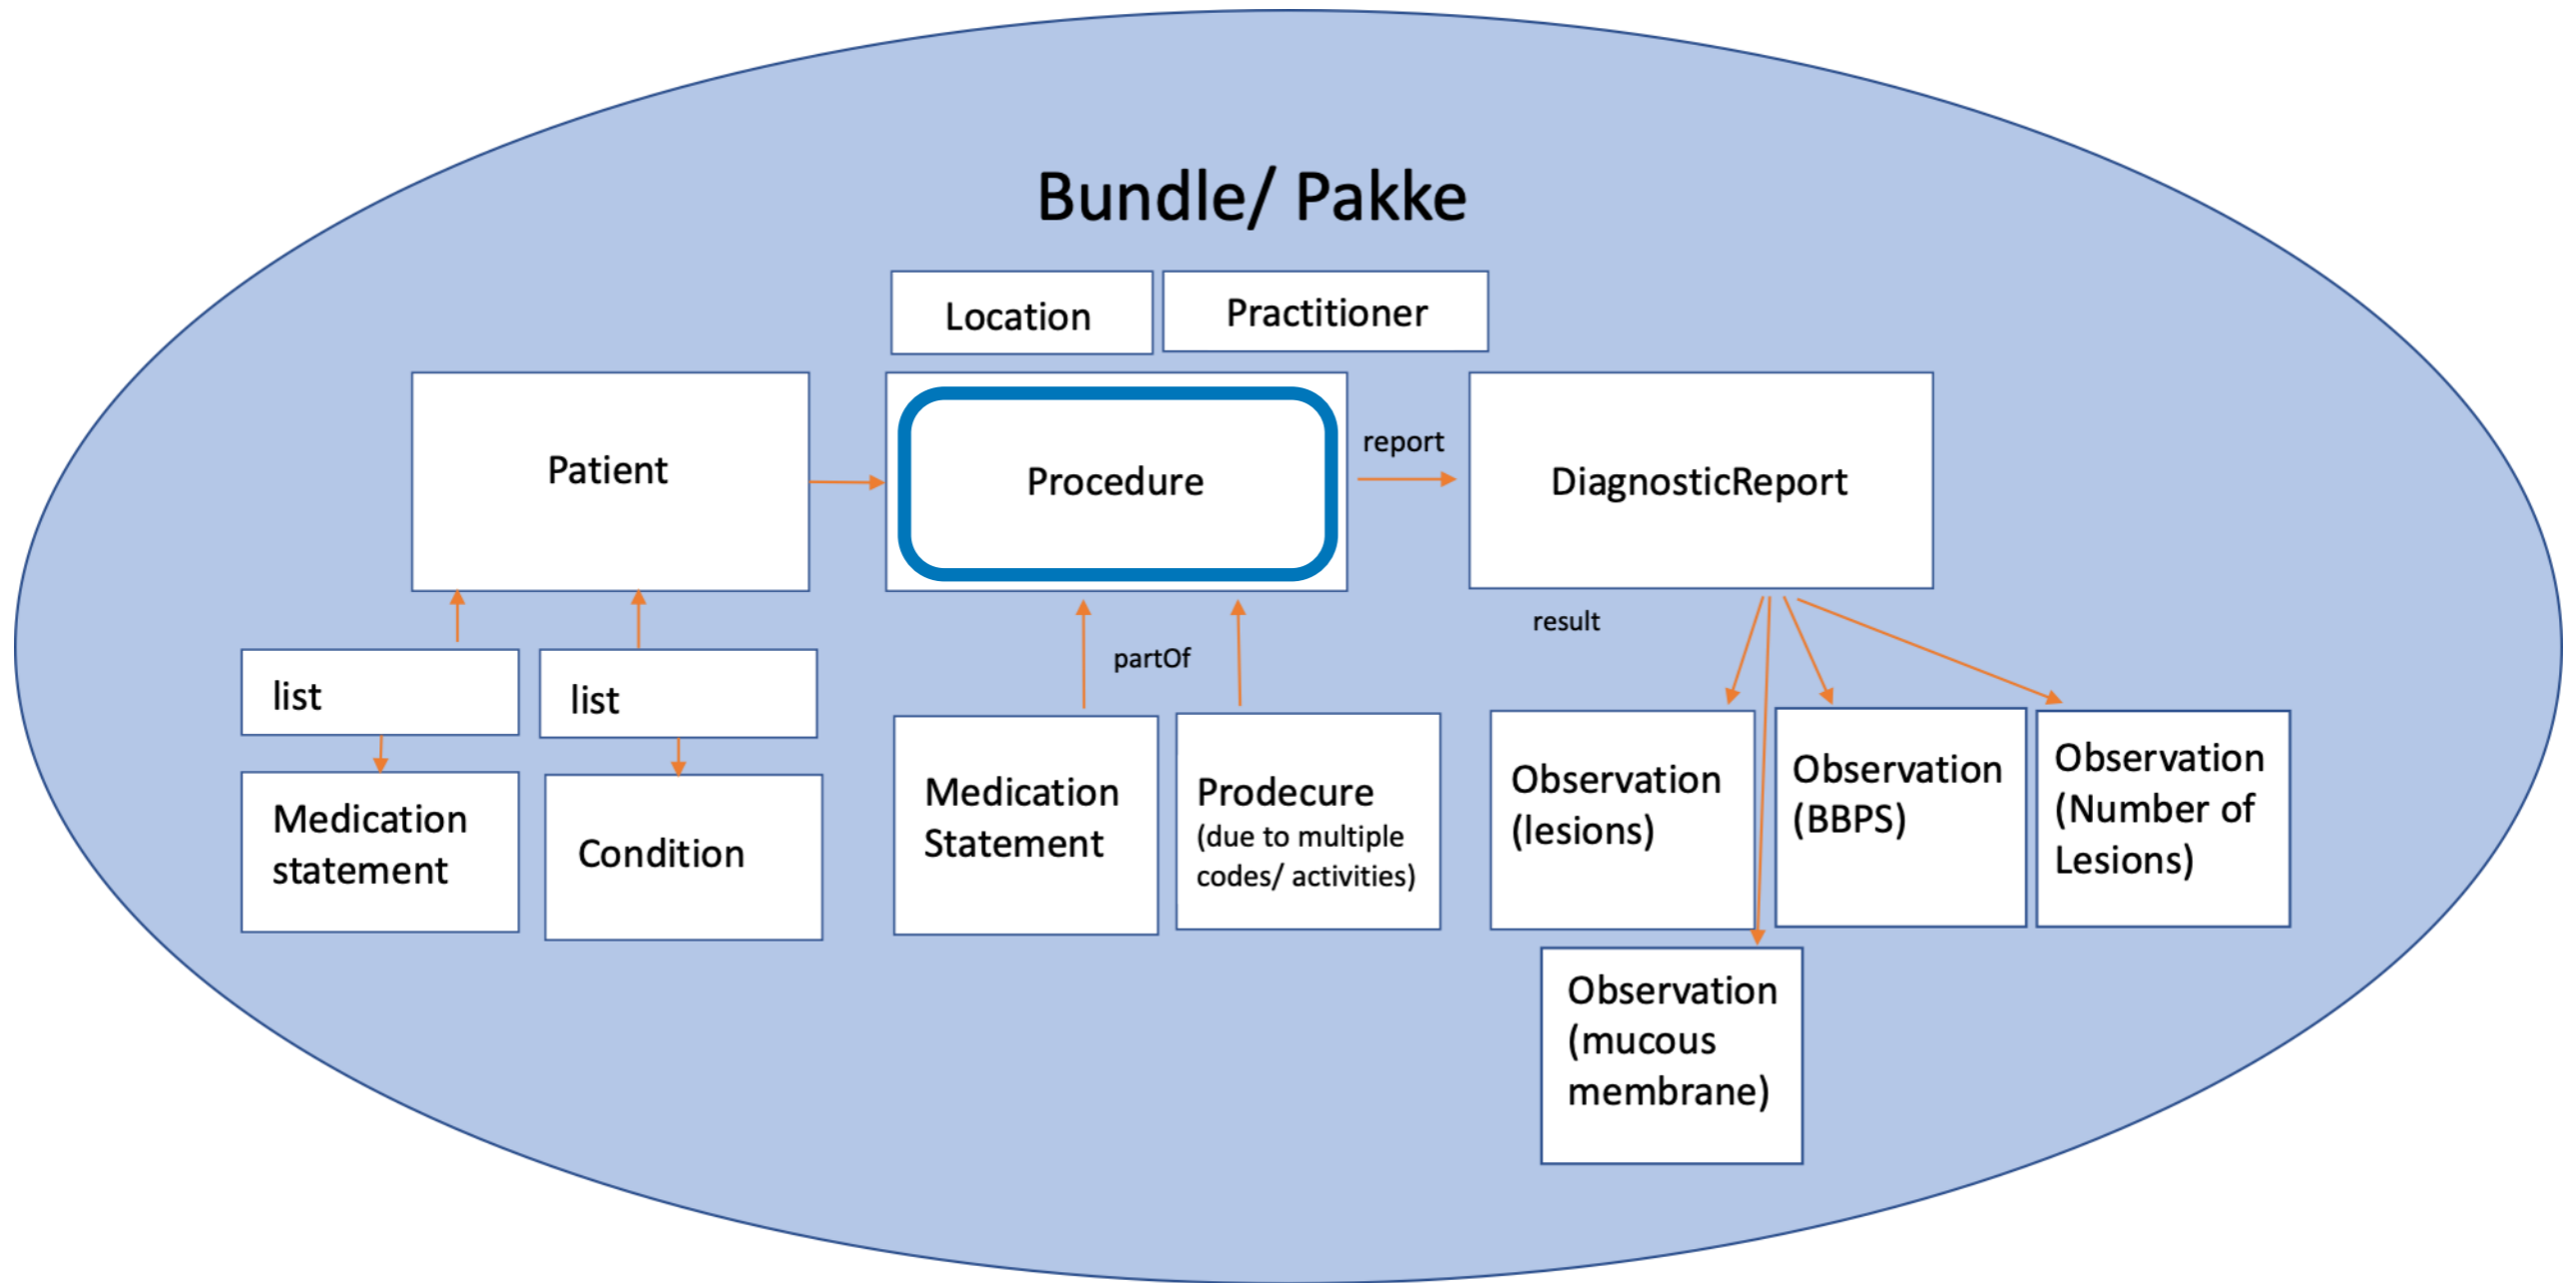 Bundle/ Pakke
Location
Practitioner
Patient
Procedure
report
DiagnosticReport
result
partOf
list
list
Medication
statement
Condition
Medication
Statement
Prodecure
(due to multiple
codes/ activities)
Observation
(lesions)
Observation
(BBPS)
Observation
(Number of
Lesions)
Observation
(mucous
membrane)